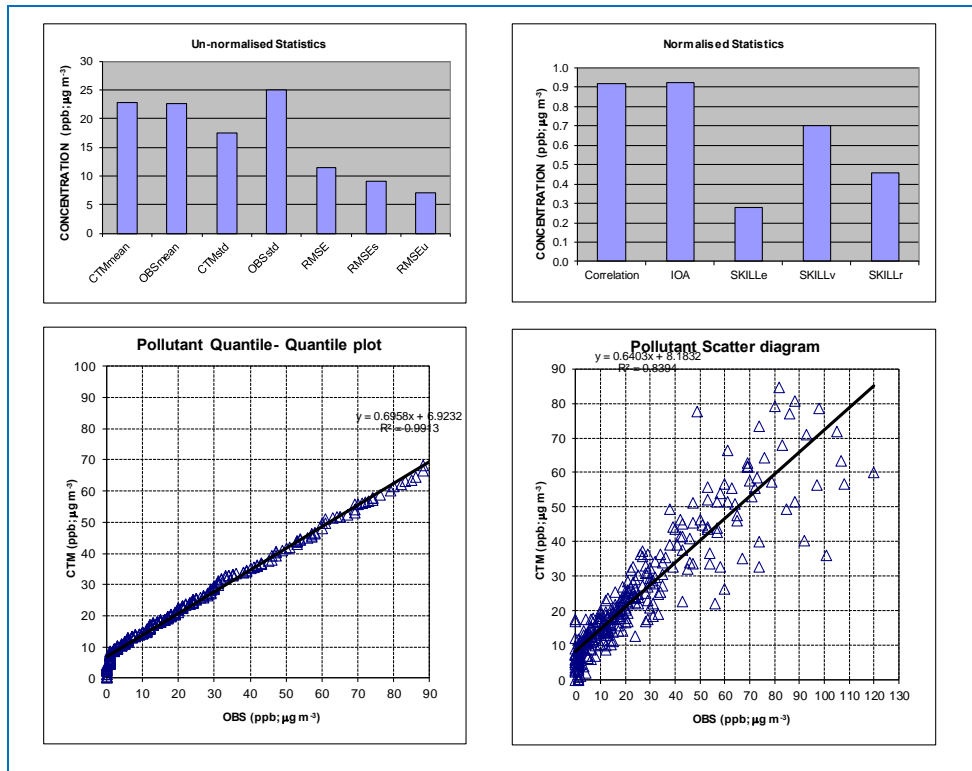 Un-normalised Statistics
CONCENTRATION (ppb; µg m-3)
30
25
20
15
10
5
0
CTMmean
OBSmean
CTMstd
OBSstd
RMSE
RMSEs
RMSEu
Normalised Statistics
CONCENTRATION (ppb; µg m-3)
1.0
0.9
0.8
0.7
0.6
0.5
0.4
0.3
0.2
0.1
0.0
Correlation IOA SKILLe SKILLv SKILLr
Pollutant Quantile- Quantile plot
y = 0.6958x + 6.9232
R² = 0.9913
CTM (ppb; µg m-3)
100
90
80
70
60
50
40
30
20
10
0
0 10 20 30 40 50 60 70 80 90
OBS (ppb; µg m-3)
Pollutant Scatter diagram
y = 0.6403x + 8.1832
R² = 0.8394
CTM (ppb; µg m-3)
90
80
70
60
50
40
30
20
10
0
0 10 20 30 40 50 60 70 80 90 100 110 120 130
OBS (ppb; µg m-3)